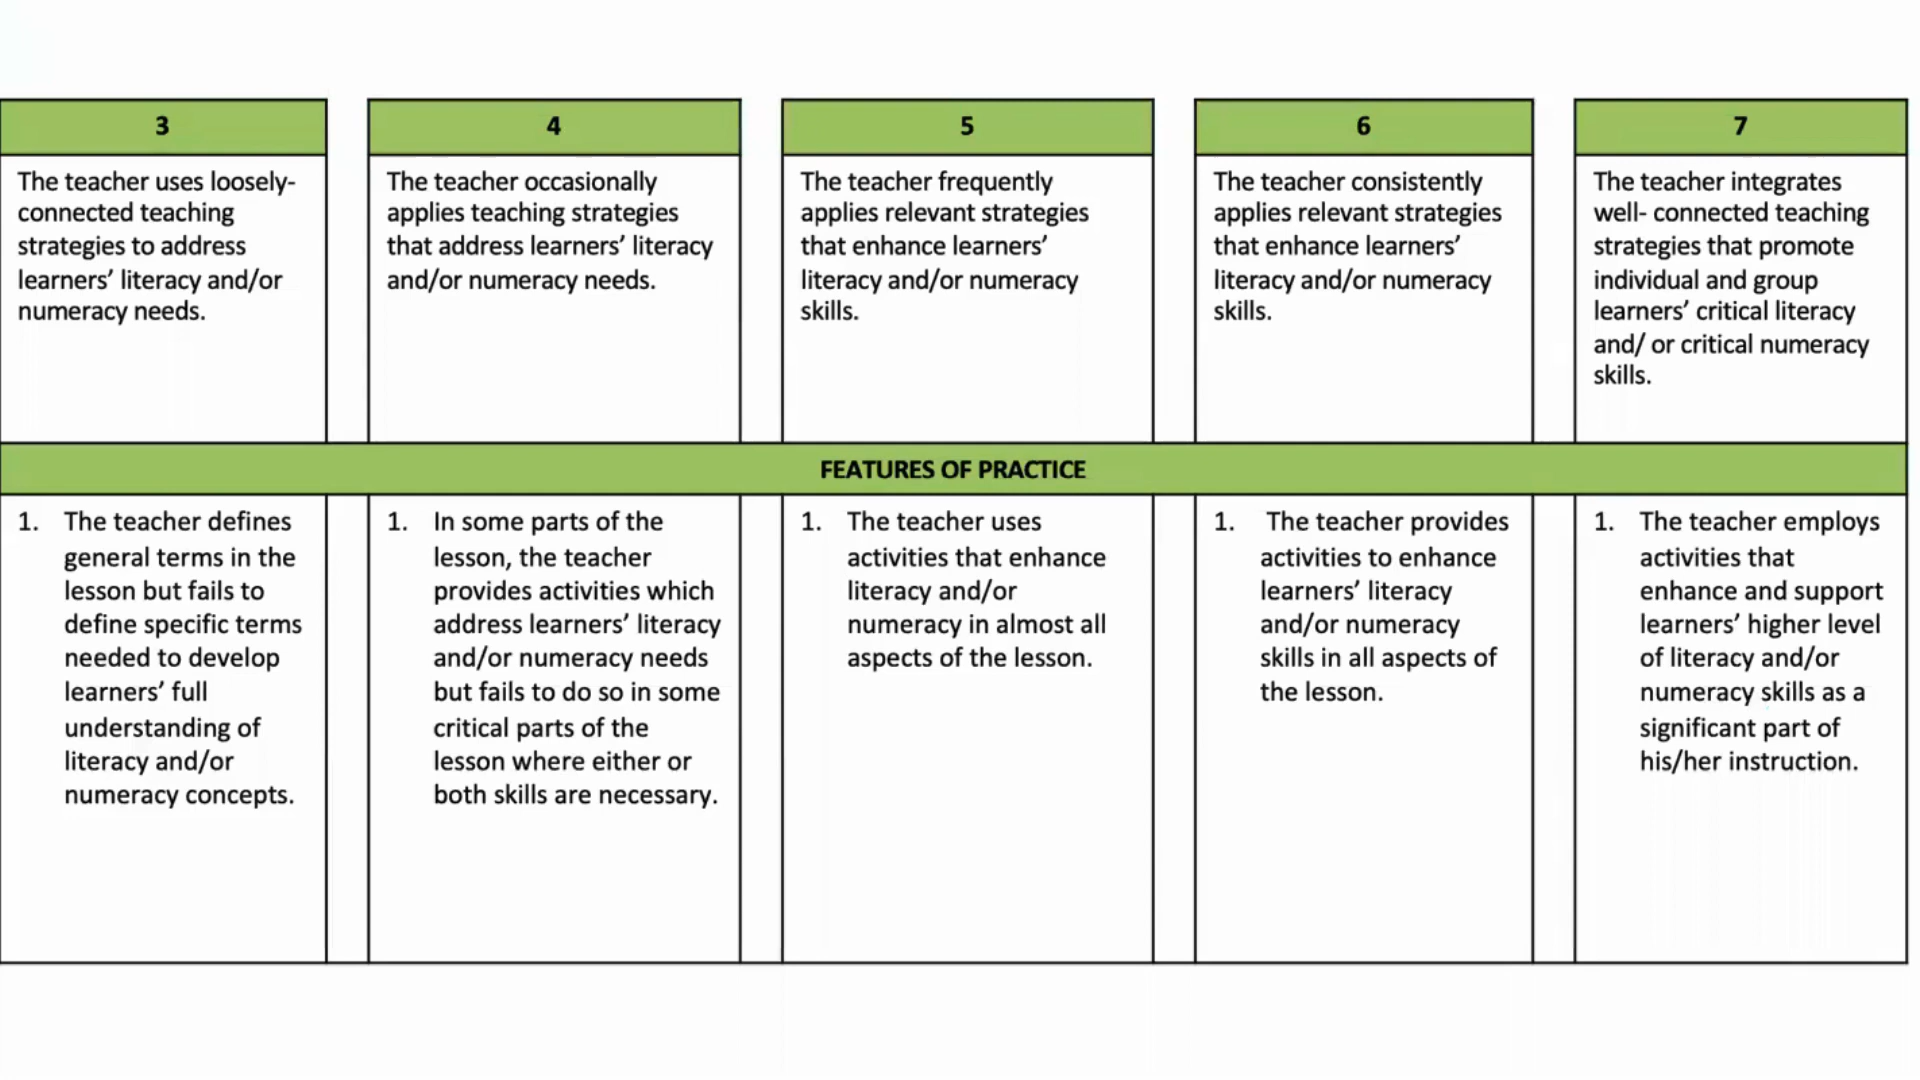 3
The teacher uses loosely-
connected teaching
strategies to address
learners’ literacy and/or
numeracy needs.
4
The teacher occasionally
applies teaching strategies
that address learners’ literacy
and/or numeracy needs.
5
The teacher frequently
applies relevant strategies
that enhance learners’
literacy and/or numeracy
skills.
6
The teacher consistently
applies relevant strategies
that enhance learners’
literacy and/or numeracy
skills.
7
The teacher integrates
well- connected teaching
strategies that promote
individual and group
learners’ critical literacy
and/ or critical numeracy
skills.
FEATURES OF PRACTICE
1. The teacher defines
general terms in the
lesson but fails to
define specific terms
needed to develop
learners’ full
understanding of
literacy and/or
numeracy concepts.
1. In some parts of the
lesson, the teacher
provides activities which
address learners’ literacy
and/or numeracy needs
but fails to do so in some
critical parts of the
lesson where either or
both skills are necessary.
1. The teacher uses
activities that enhance
literacy and/or
numeracy in almost all
aspects of the lesson.
1. The teacher provides
activities to enhance
learners’ literacy
and/or numeracy
skills in all aspects of
the lesson.
1. The teacher employs
activities that
enhance and support
learners’ higher level
of literacy and/or
numeracy skills as a
significant part of
his/her instruction.